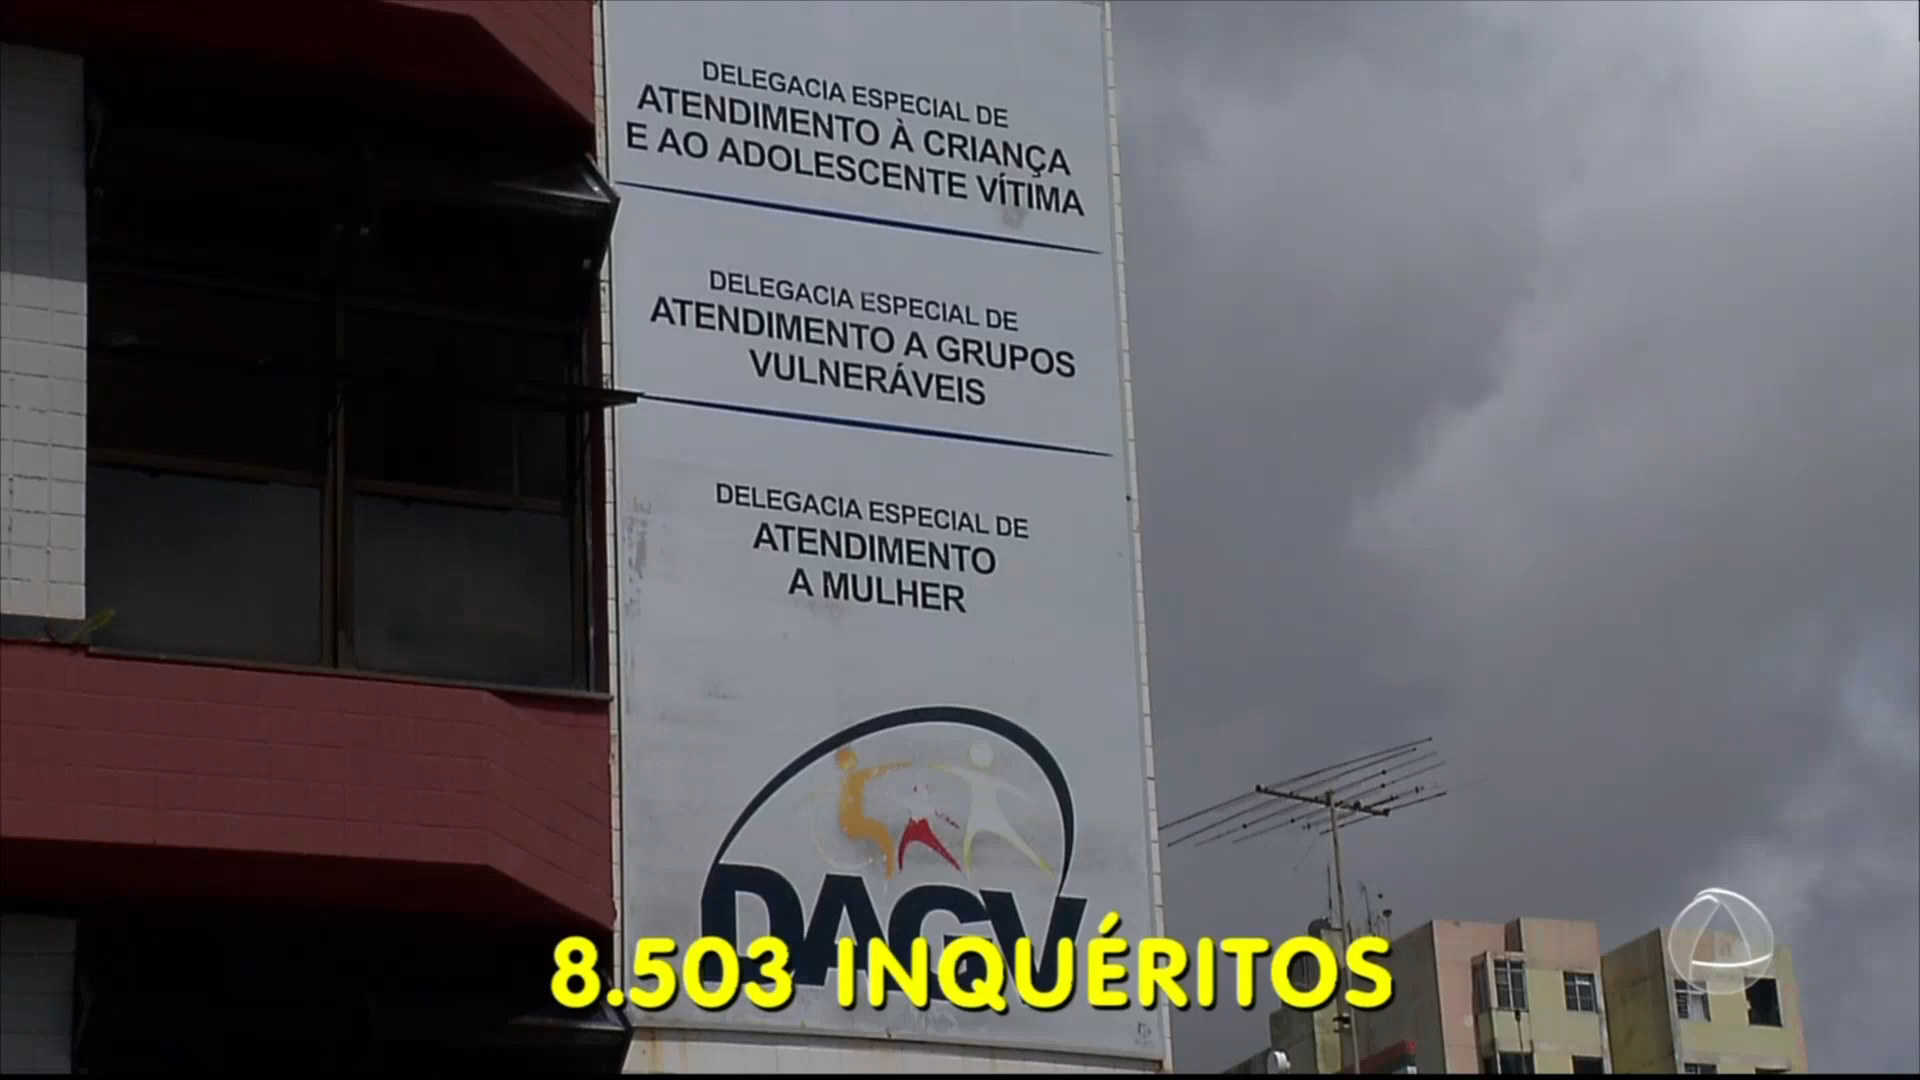 DELEGACIA ESPECIAL DE
ATENDIMENTO À CRIANÇA
E AO ADOLESCENTE VÍTIMA
DELEGACIA ESPECIAL DE
ATENDIMENTO A GRUPOS
VULNERÁVEIS
DELEGACIA ESPECIAL DE
ATENDIMENTO
A MULHER
DAGV
8.503 INQUÉRITOS